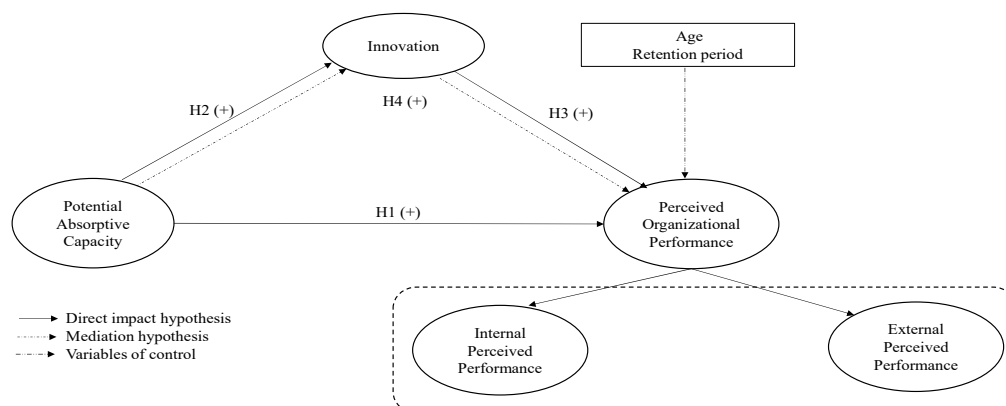 Innovation
Age
Retention period
H2 (+)
H4 (+)
H3 (+)
Potential
Absorptive
Capacity
H1 (+)
Perceived
Organizational
Performance
Direct impact hypothesis
Mediation hypothesis
Variables of control
Internal
Perceived
Performance
External
Perceived
Performance